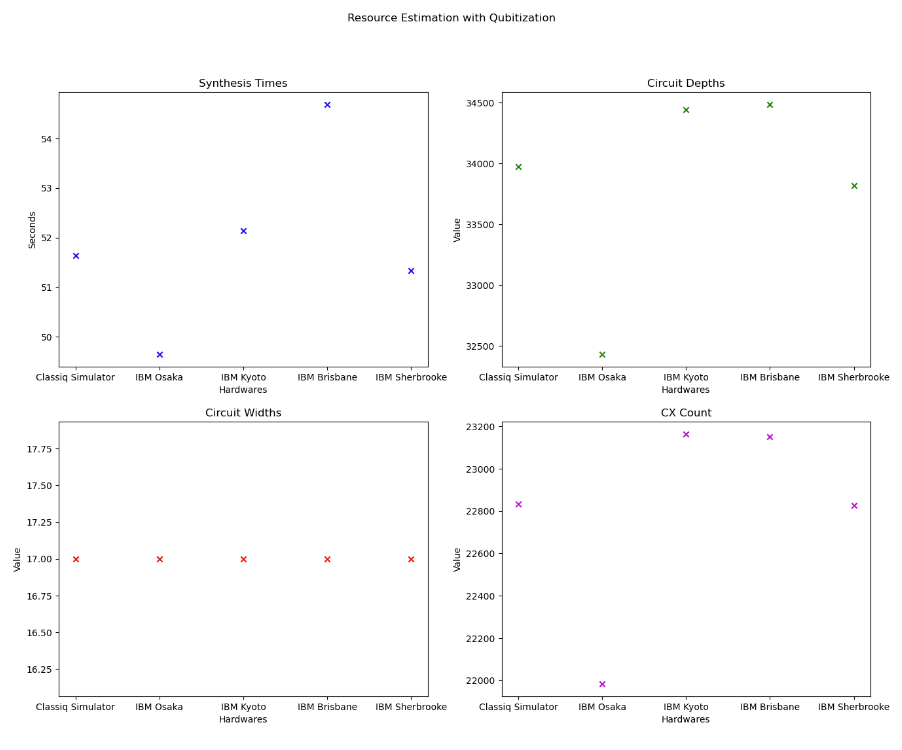 Resource Estimation with Qubitization
Synthesis Times
Seconds
54
53
52
51
50
Classiq Simulator IBM Osaka IBM Kyoto IBM Brisbane IBM Sherbrooke
Hardwares
Circuit Depths
Value
34500
34000
33500
33000
32500
Classiq Simulator IBM Osaka IBM Kyoto IBM Brisbane IBM Sherbrooke
Hardwares
Circuit Widths
Value
17.75
17.50
17.25
17.00
16.75
16.50
16.25
Classiq Simulator IBM Osaka IBM Kyoto IBM Brisbane IBM Sherbrooke
Hardwares
CX Count
Value
23200
23000
22800
22600
22400
22200
22000
Classiq Simulator IBM Osaka IBM Kyoto IBM Brisbane IBM Sherbrooke
Hardwares